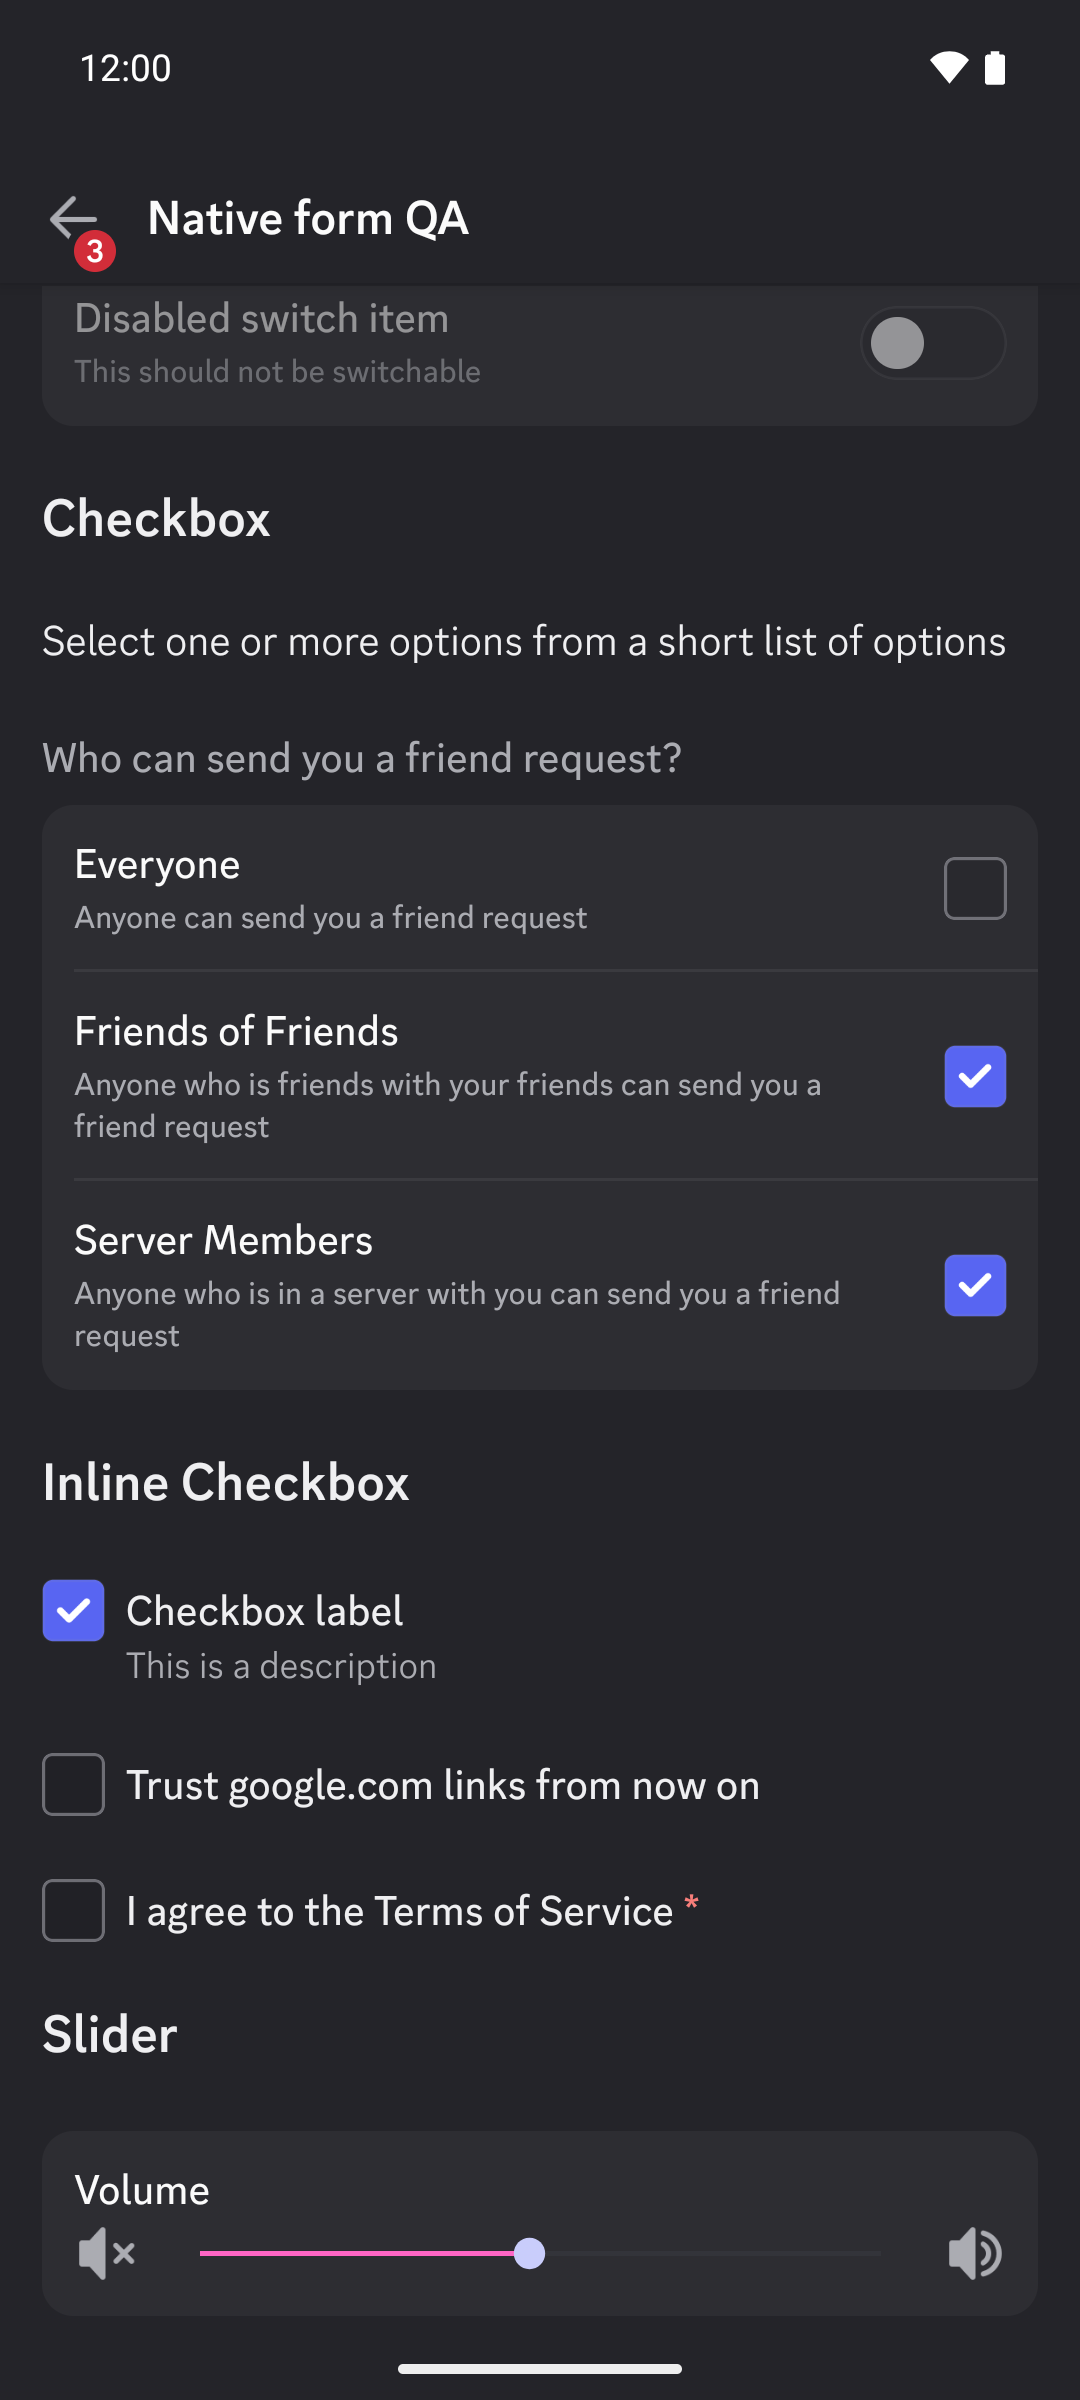 12:00
3
Native form QA
Disabled switch item
This should not be switchable
Checkbox
Select one or more options from a short list of options
Who can send you a friend request?
Everyone
Anyone can send you a friend request
Friends of Friends
Anyone who is friends with your friends can send you a
friend request
Server Members
Anyone who is in a server with you can send you a friend
request
Inline Checkbox
Checkbox label
This is a description
Trust google.com links from now on
I agree to the Terms of Service *
Slider
Volume